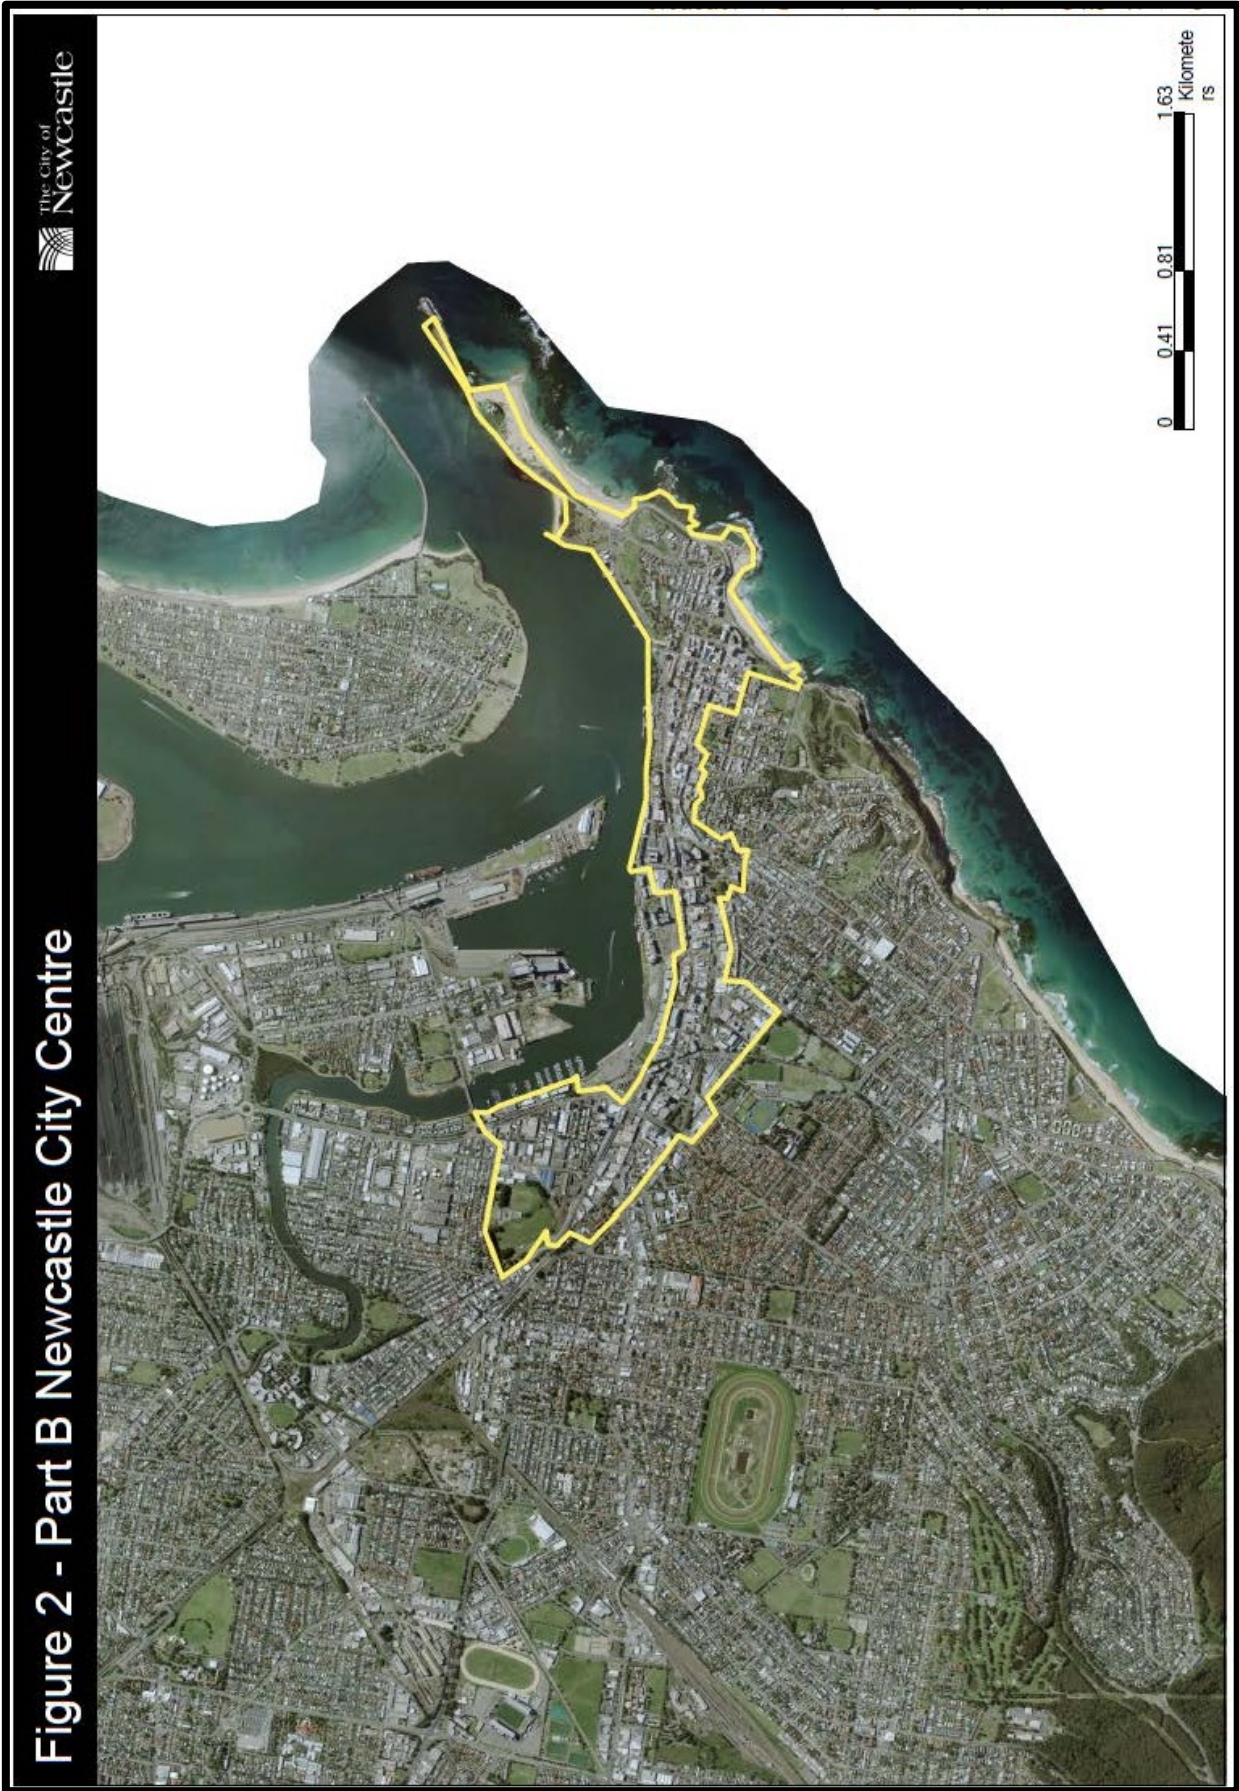 Figure 2 - Part B Newcastle City Centre
The City of
Newcastle
0 0.41 0.81 1.63
Kilomete
rs